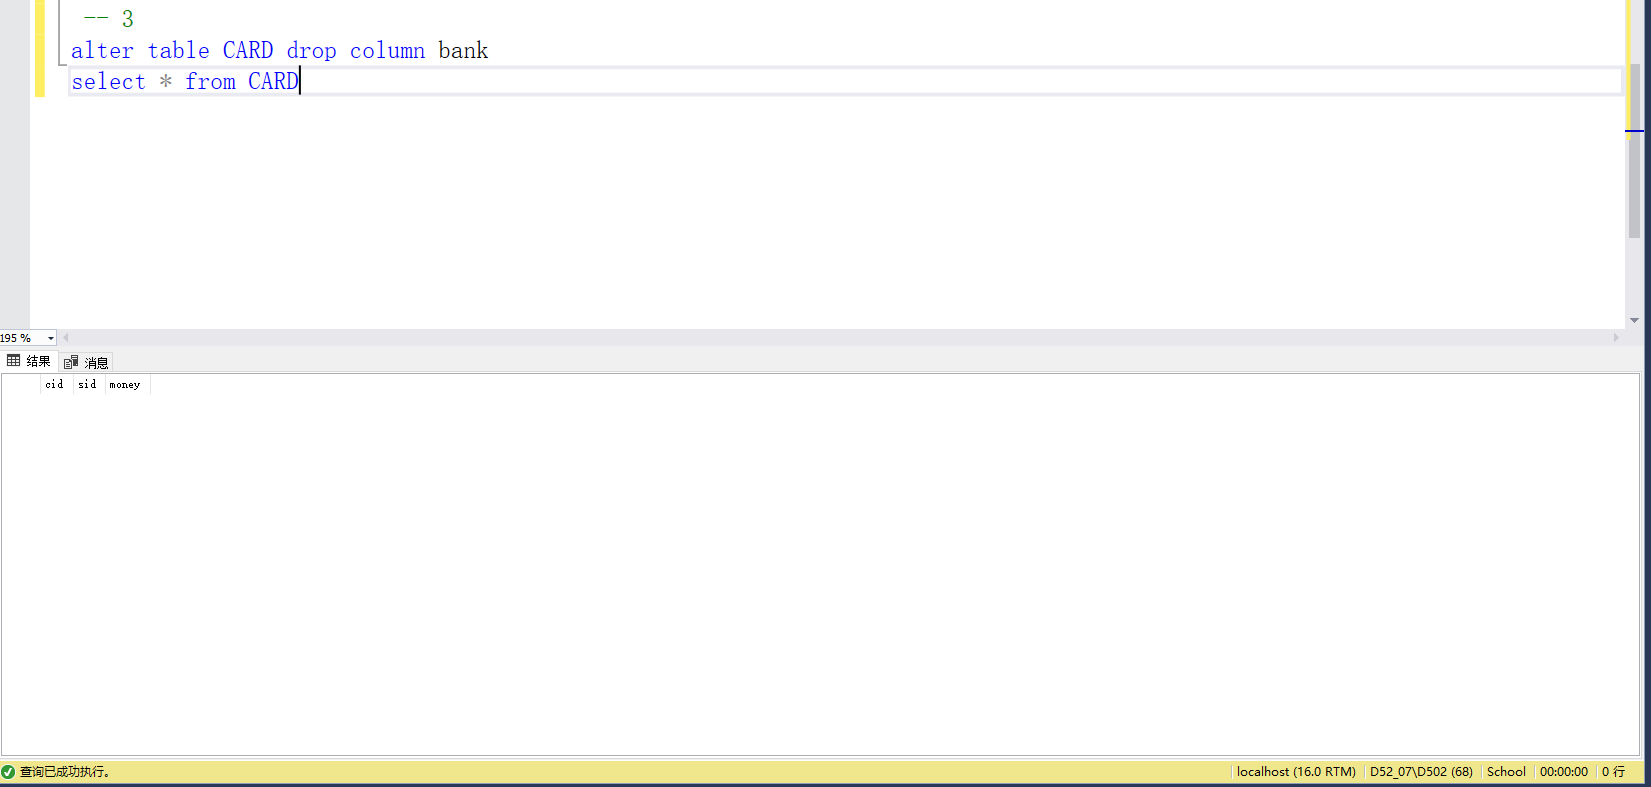 -- 3
alter table CARD drop column bank
select * from CARD
195 %
结果 消息
cid sid money
查询已成功执行。 localhost (16.0 RTM) D52_07\D502 (68) School 00:00:00 0 行